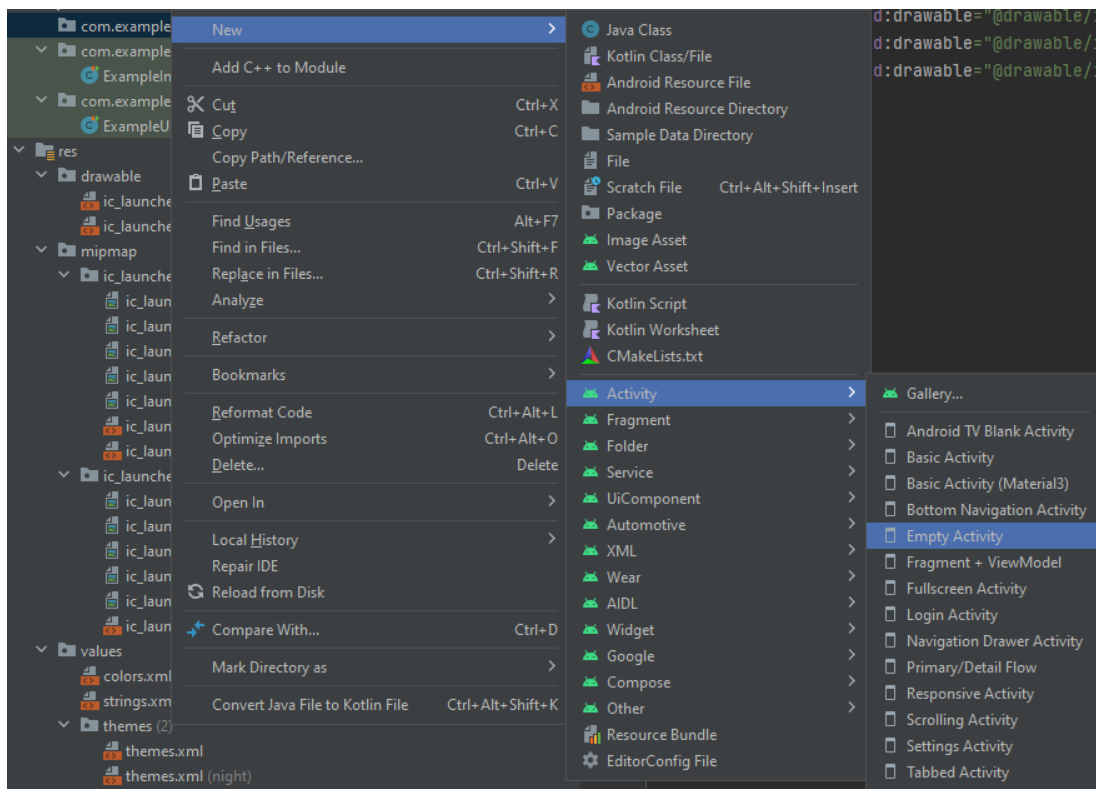 com.example
com.example
ExampleIn
com.example
ExampleU
res
drawable
ic_launche
ic_launche
mipmap
ic_launche
ic_laun
ic_laun
ic_laun
ic_laun
ic_laun
ic_laun
ic_laun
ic_launche
ic_laun
ic_laun
ic_laun
ic_laun
ic_laun
ic_laun
values
colors.xml
strings.xm
themes (2)
themes.xml
themes.xml (night)
New
Add C++ to Module
Cut Ctrl+X
Copy Ctrl+C
Copy Path/Reference...
Paste Ctrl+V
Find Usages Alt+F7
Find in Files... Ctrl+Shift+F
Replace in Files... Ctrl+Shift+R
Analyze
Refactor
Bookmarks
Reformat Code Ctrl+Alt+L
Optimize Imports Ctrl+Alt+O
Delete... Delete
Open In
Local History
Repair IDE
Reload from Disk
Compare With... Ctrl+D
Mark Directory as
Convert Java File to Kotlin File Ctrl+Alt+Shift+K
Java Class
Kotlin Class/File
Android Resource File
Android Resource Directory
Sample Data Directory
File
Scratch File Ctrl+Alt+Shift+Insert
Package
Image Asset
Vector Asset
Kotlin Script
Kotlin Worksheet
CMakeLists.txt
Activity
Fragment
Folder
Service
UiComponent
Automotive
XML
Wear
AIDL
Widget
Google
Compose
Other
Resource Bundle
EditorConfig File
d:drawable="@drawable/i
d:drawable="@drawable/i
d:drawable="@drawable/i
Gallery...
Android TV Blank Activity
Basic Activity
Basic Activity (Material3)
Bottom Navigation Activity
Empty Activity
Fragment + ViewModel
Fullscreen Activity
Login Activity
Navigation Drawer Activity
Primary/Detail Flow
Responsive Activity
Scrolling Activity
Settings Activity
Tabbed Activity